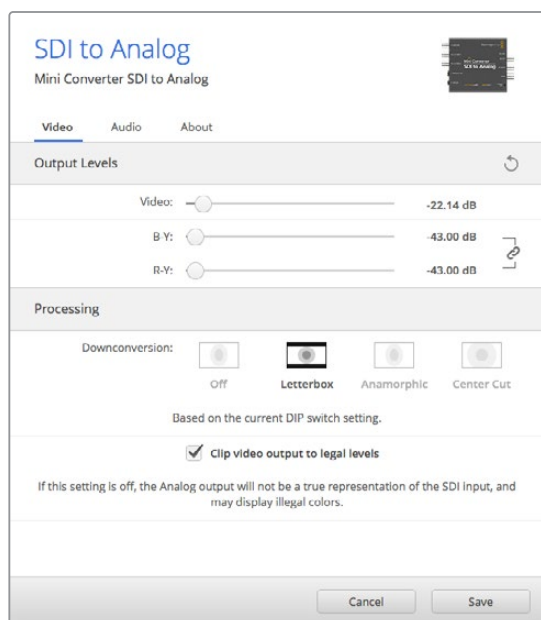 SDI to Analog
Mini Converter SDI to Analog
Video Audio About
Output Levels
Video: -22.14 dB
B-Y: -43.00 dB
R-Y: -43.00 dB
Processing
Downconversion:
Off Letterbox Anamorphic Center Cut
Based on the current DIP switch setting.
Clip video output to legal levels
If this setting is off, the Analog output will not be a true representation of the SDI input, and
may display illegal colors.
Cancel Save